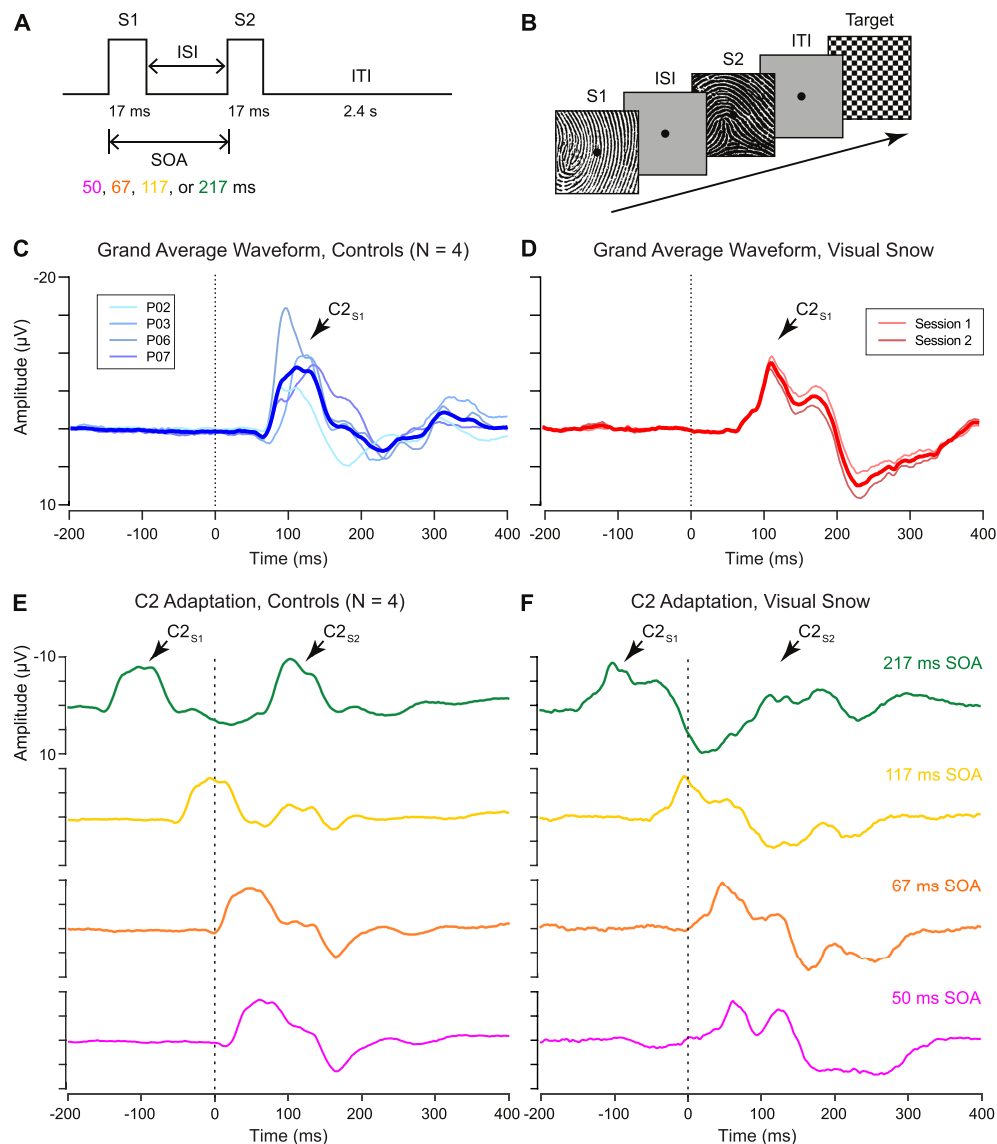 A
S1
S2
ISI
ITI
17 ms
17 ms
2.4 s
SOA
50, 67, 117, or 217 ms
B
S1
ISI
S2
ITI
Target
C
Grand Average Waveform, Controls (N = 4)
-20
10
Amplitude (µV)
P02
P03
P06
P07
C2S1
-200
-100
0
100
200
300
400
Time (ms)
D
Grand Average Waveform, Visual Snow
C2S1
Session 1
Session 2
-200
-100
0
100
200
300
400
Time (ms)
E
C2 Adaptation, Controls (N = 4)
C2S1
C2S2
-10
10
Amplitude (µV)
-200
-100
0
100
200
300
400
Time (ms)
F
C2 Adaptation, Visual Snow
C2S1
C2S2
217 ms SOA
117 ms SOA
67 ms SOA
50 ms SOA
-200
-100
0
100
200
300
400
Time (ms)